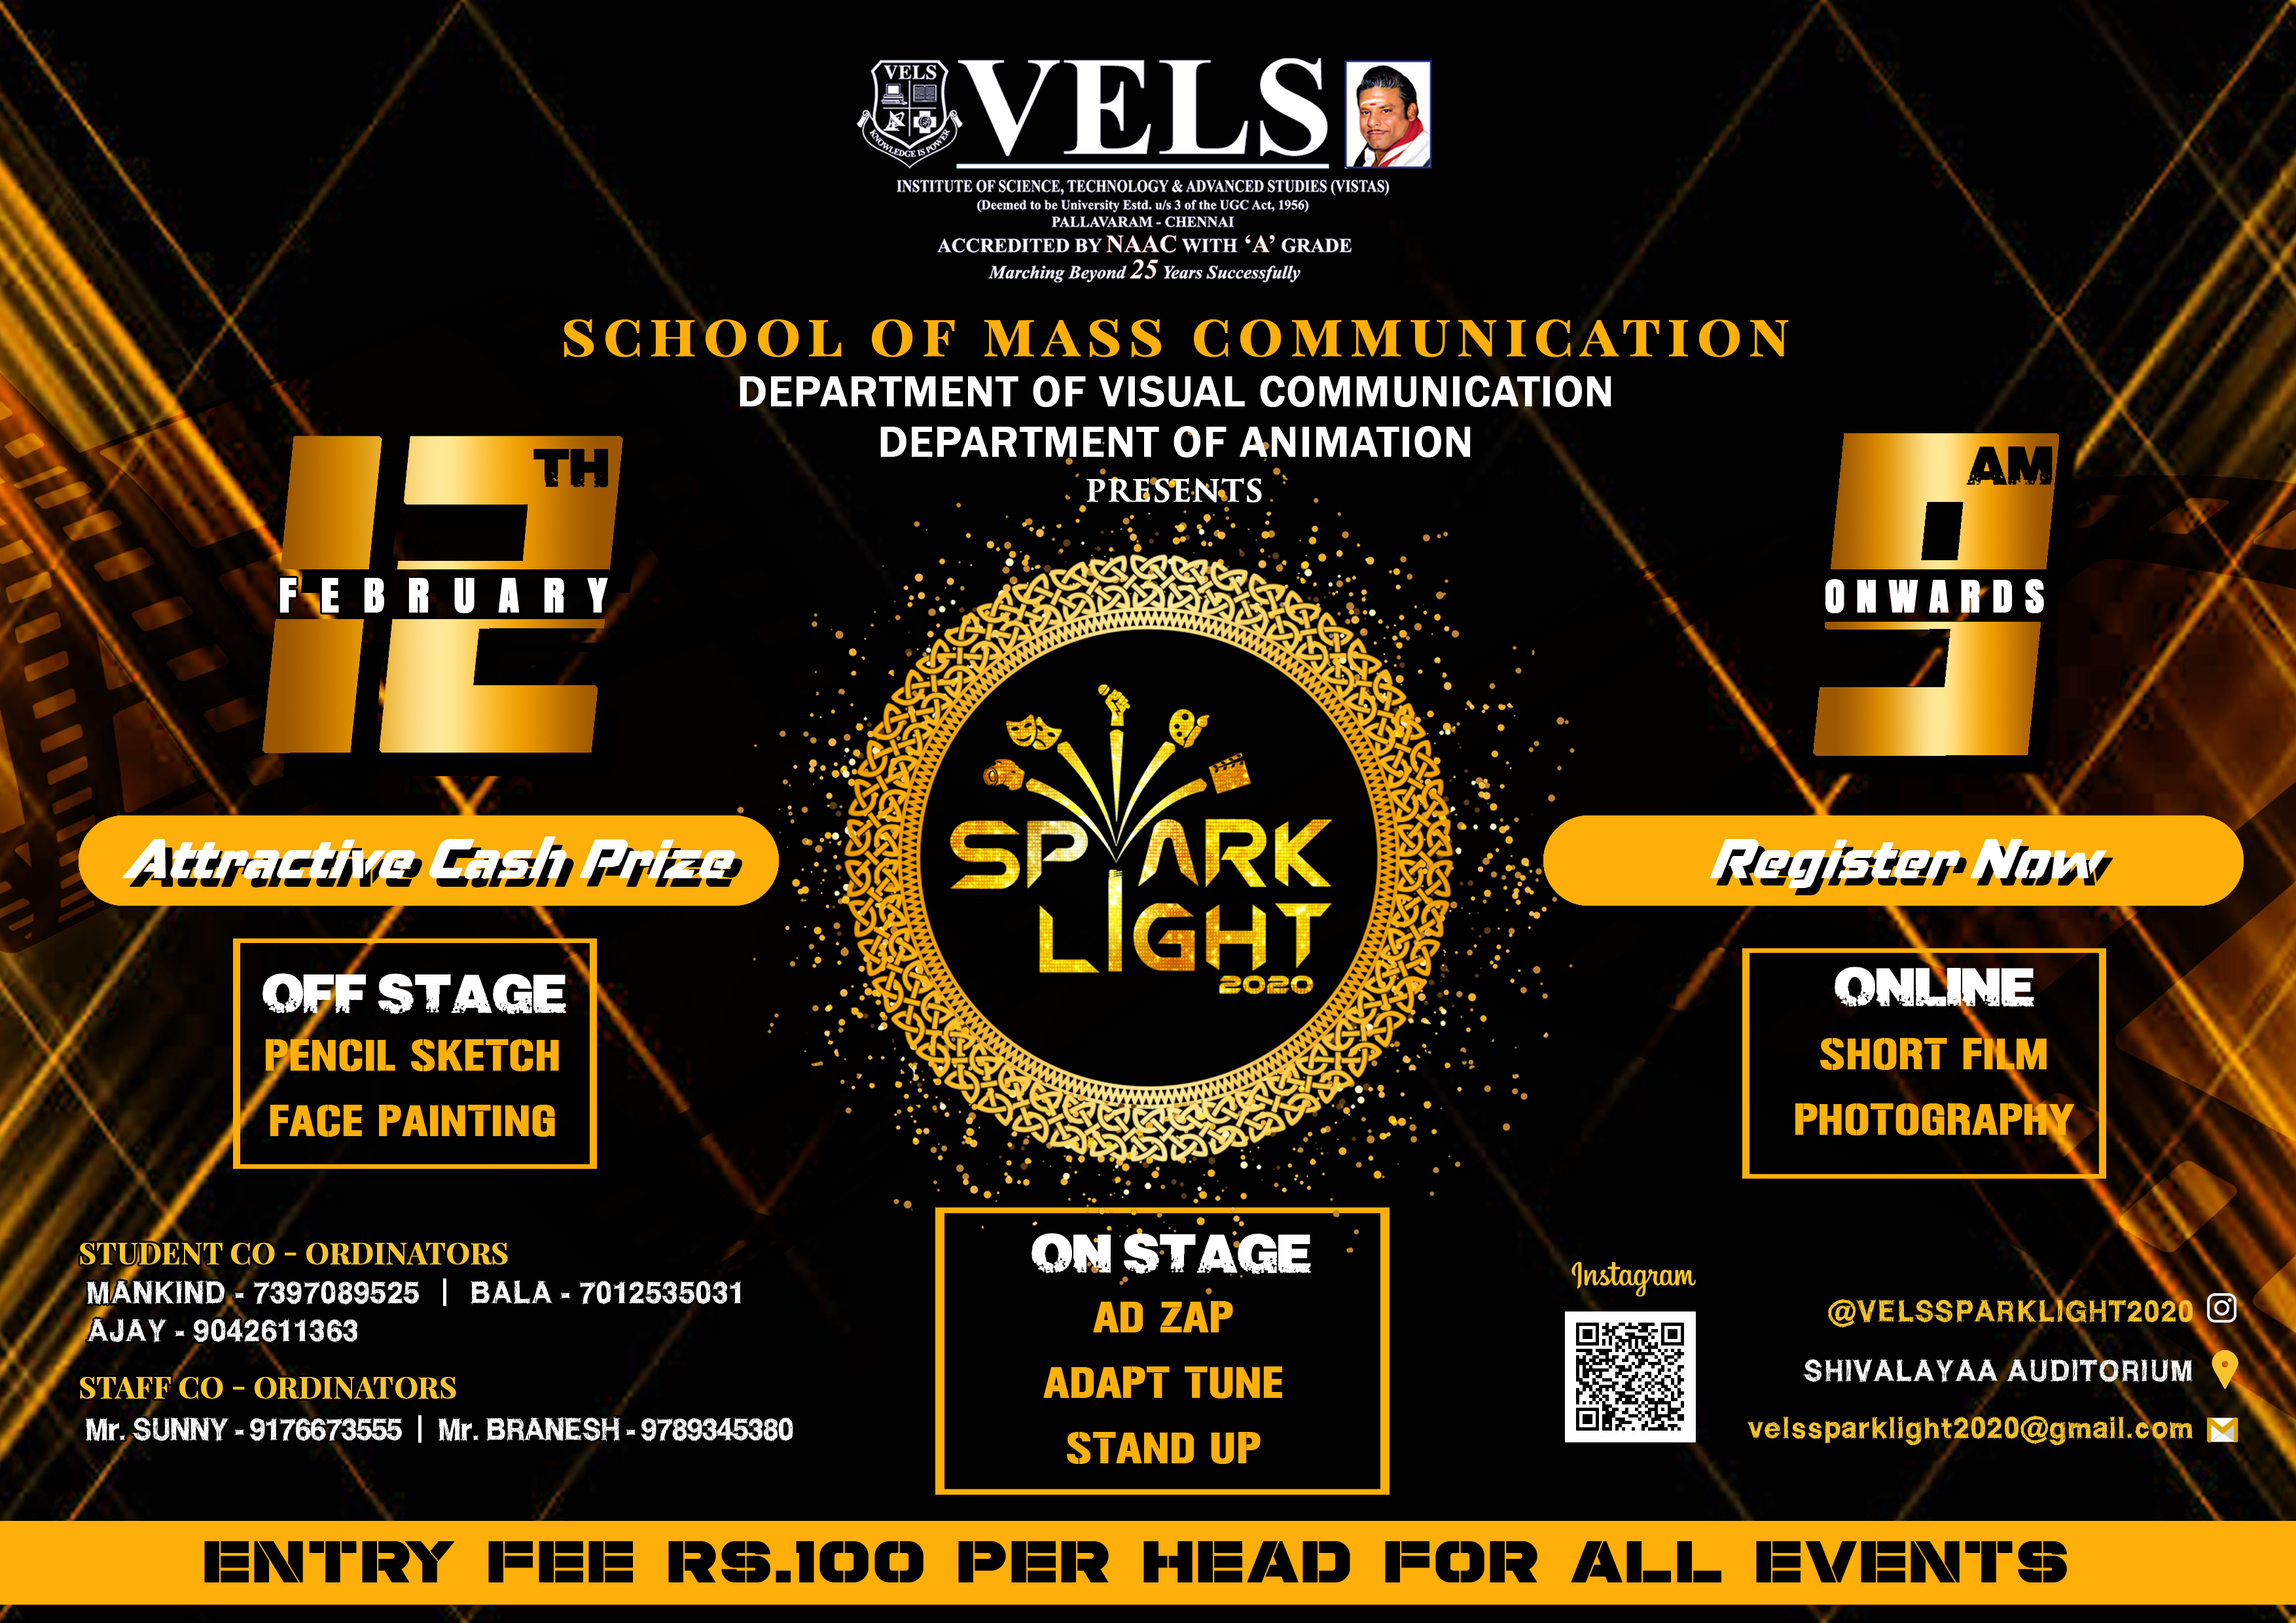 VELS
KNOWLEDGE IS POWER
VELS
INSTITUTE OF SCIENCE, TECHNOLOGY & ADVANCED STUDIES (VISTAS)
(Deemed to be University Estd. u/s 3 of the UGC Act, 1956)
PALLAVARAM - CHENNAI
ACCREDITED BY NAAC WITH ‘A’ GRADE
Marching Beyond 25 Years Successfully
SCHOOL OF MASS COMMUNICATION
DEPARTMENT OF VISUAL COMMUNICATION
DEPARTMENT OF ANIMATION
PRESENTS
12TH
FEBRUARY
9AM
ONWARDS
SPARK
LIGHT
2020
Attractive Cash Prize
Register Now
OFF STAGE
PENCIL SKETCH
FACE PAINTING
ONLINE
SHORT FILM
PHOTOGRAPHY
ON STAGE
AD ZAP
ADAPT TUNE
STAND UP
STUDENT CO - ORDINATORS
MANKIND - 7397089525 | BALA - 7012535031
AJAY - 9042611363
STAFF CO - ORDINATORS
Mr. SUNNY - 9176673555 | Mr. BRANESH - 9789345380
Instagram
@VELSSPARKLIGHT2020
SHIVALAYAA AUDITORIUM
velssparklight2020@gmail.com
ENTRY FEE RS.100 PER HEAD FOR ALL EVENTS